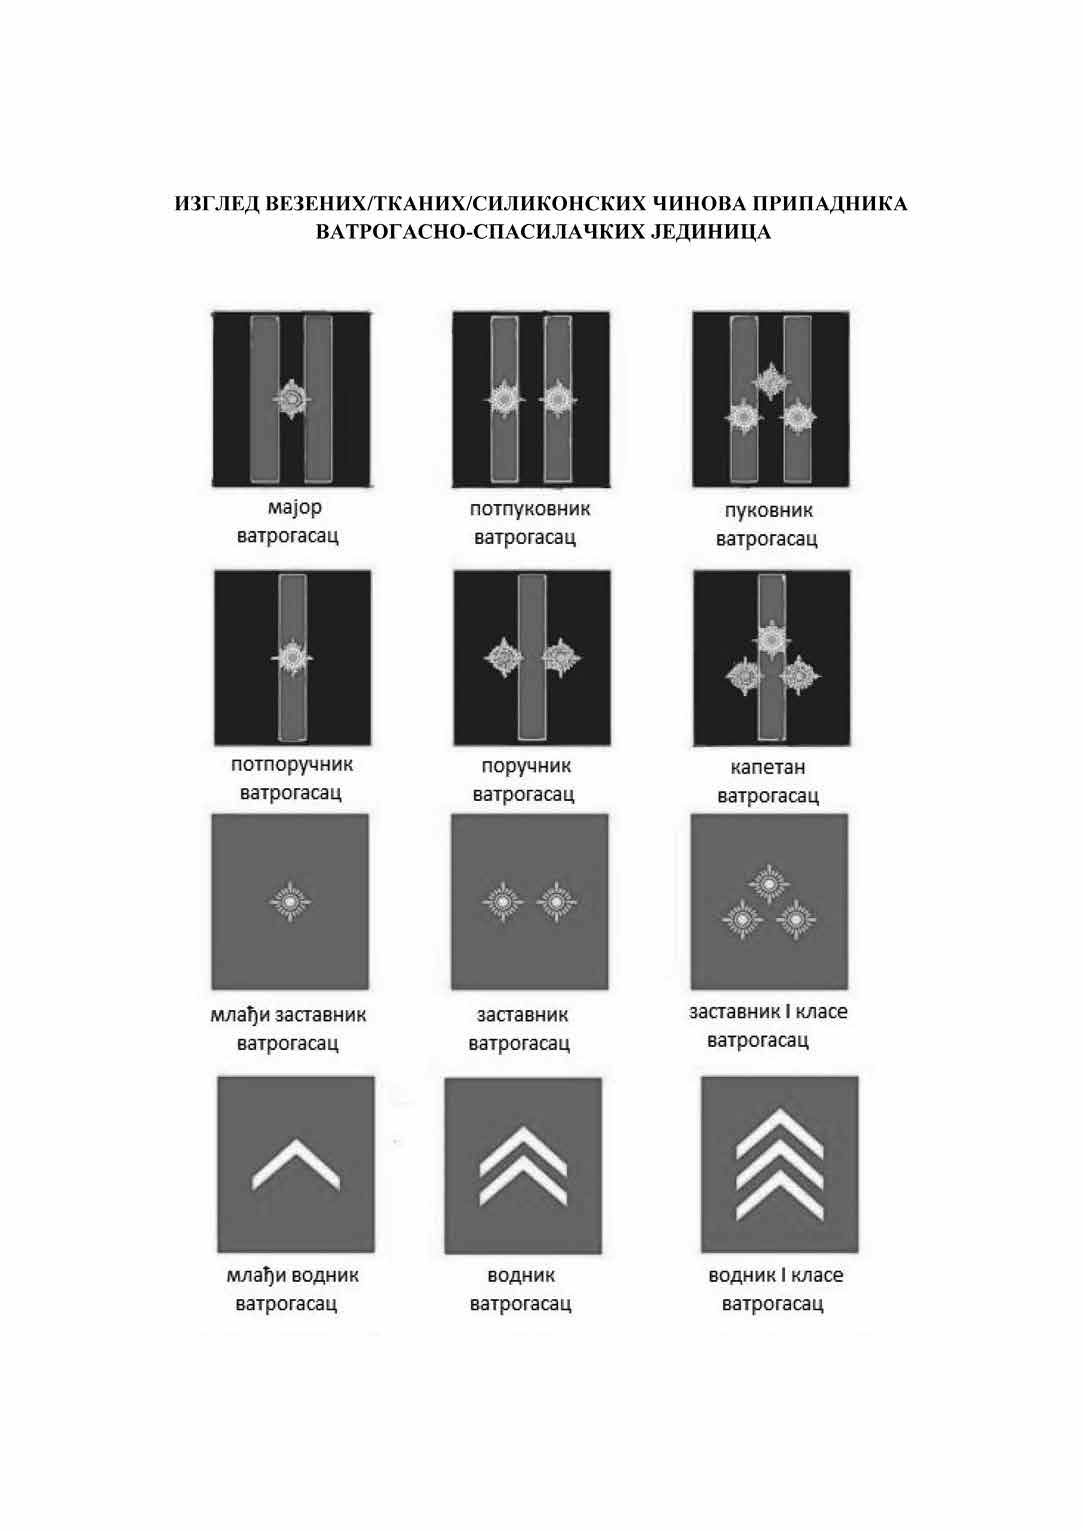 ИЗГЛЕД ВЕЗЕНИХ/ТКАНИХ/СИЛИКОНСКИХ ЧИНОВА ПРИПАДНИКА
ВАТРОГАСНО-СПАСИЛАЧКИХ ЈЕДИНИЦА
мајор
ватрогасац
потпуковник
ватрогасац
пуковник
ватрогасац
потпоручник
ватрогасац
поручник
ватрогасац
капетан
ватрогасац
млађи заставник
ватрогасац
заставник
ватрогасац
заставник I класе
ватрогасац
млађи водник
ватрогасац
водник
ватрогасац
водник I класе
ватрогасац